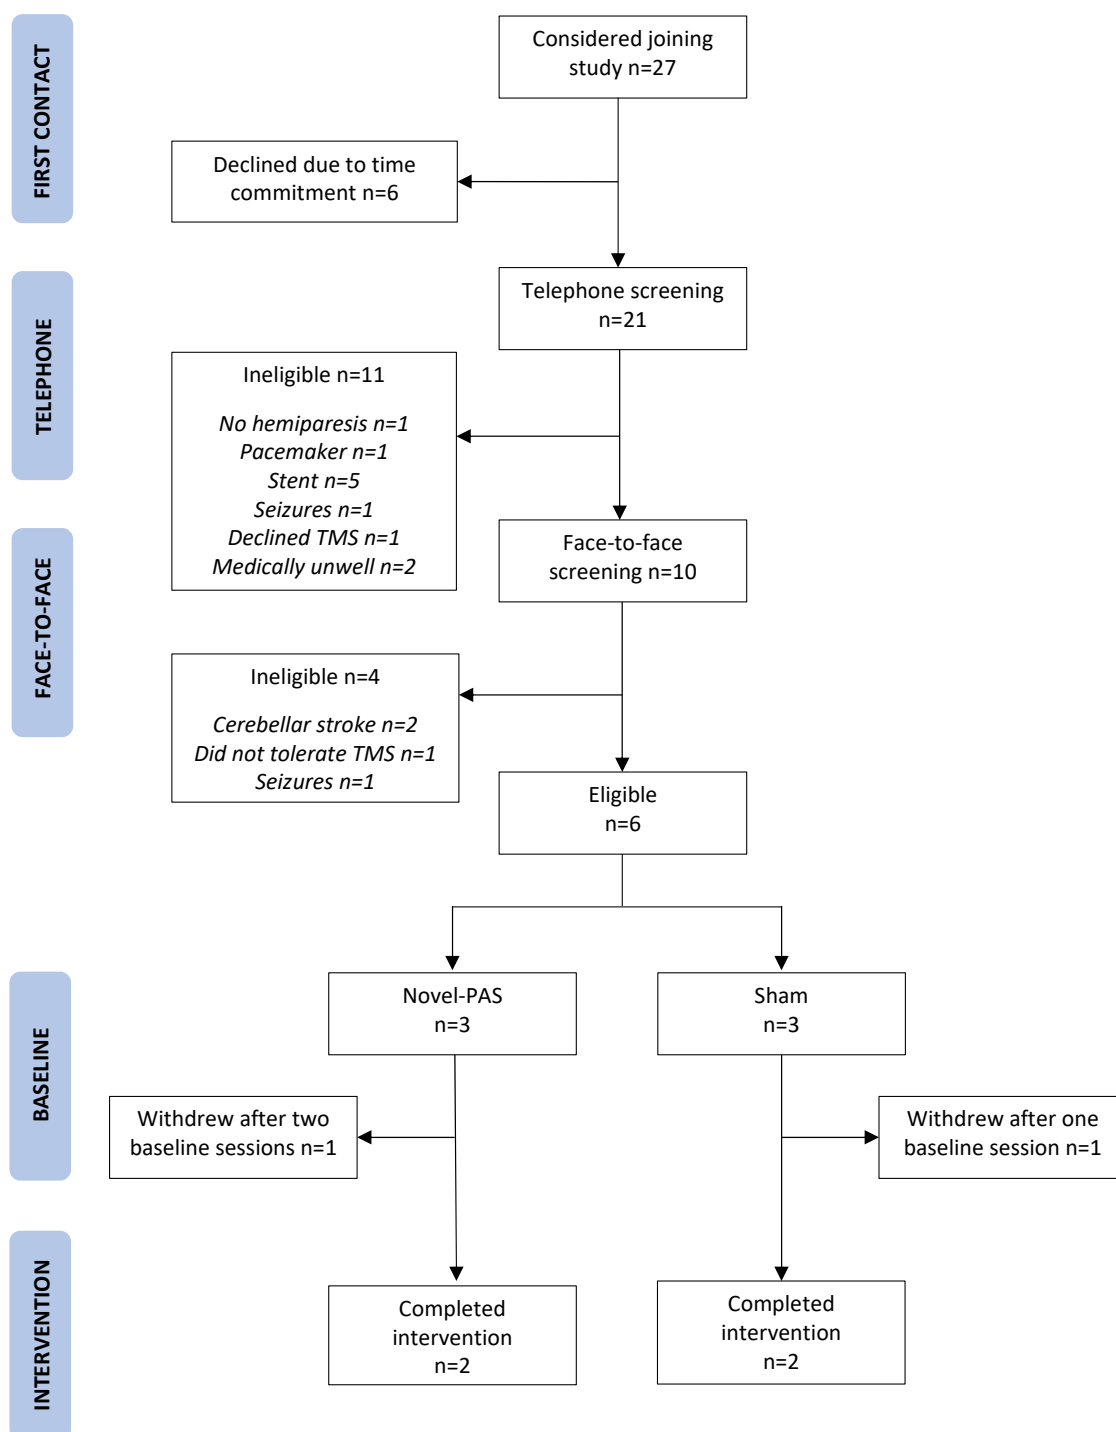 FIRST CONTACT
Considered joining
study n=27
Declined due to time
commitment n=6
TELEPHONE
Telephone screening
n=21
Ineligible n=11
No hemiparesis n=1
Pacemaker n=1
Stent n=5
Seizures n=1
Declined TMS n=1
Medically unwell n=2
FACE-TO-FACE
Face-to-face
screening n=10
Ineligible n=4
Cerebellar stroke n=2
Did not tolerate TMS n=1
Seizures n=1
Eligible
n=6
BASELINE
Novel-PAS
n=3
Sham
n=3
Withdrew after two
baseline sessions n=1
Withdrew after one
baseline session n=1
INTERVENTION
Completed
intervention
n=2
Completed
intervention
n=2